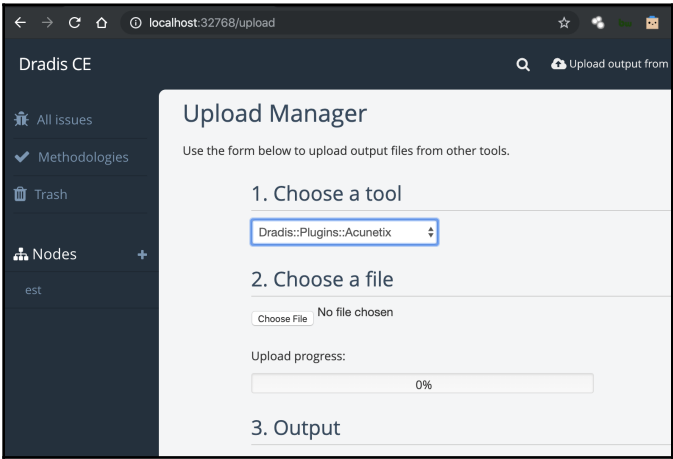 localhost:32768/upload
Dradis CE
Upload output from
All issues
Methodologies
Trash
Nodes +
est
Upload Manager
Use the form below to upload output files from other tools.
1. Choose a tool
Dradis::Plugins::Acunetix
2. Choose a file
Choose File No file chosen
Upload progress:
0%
3. Output